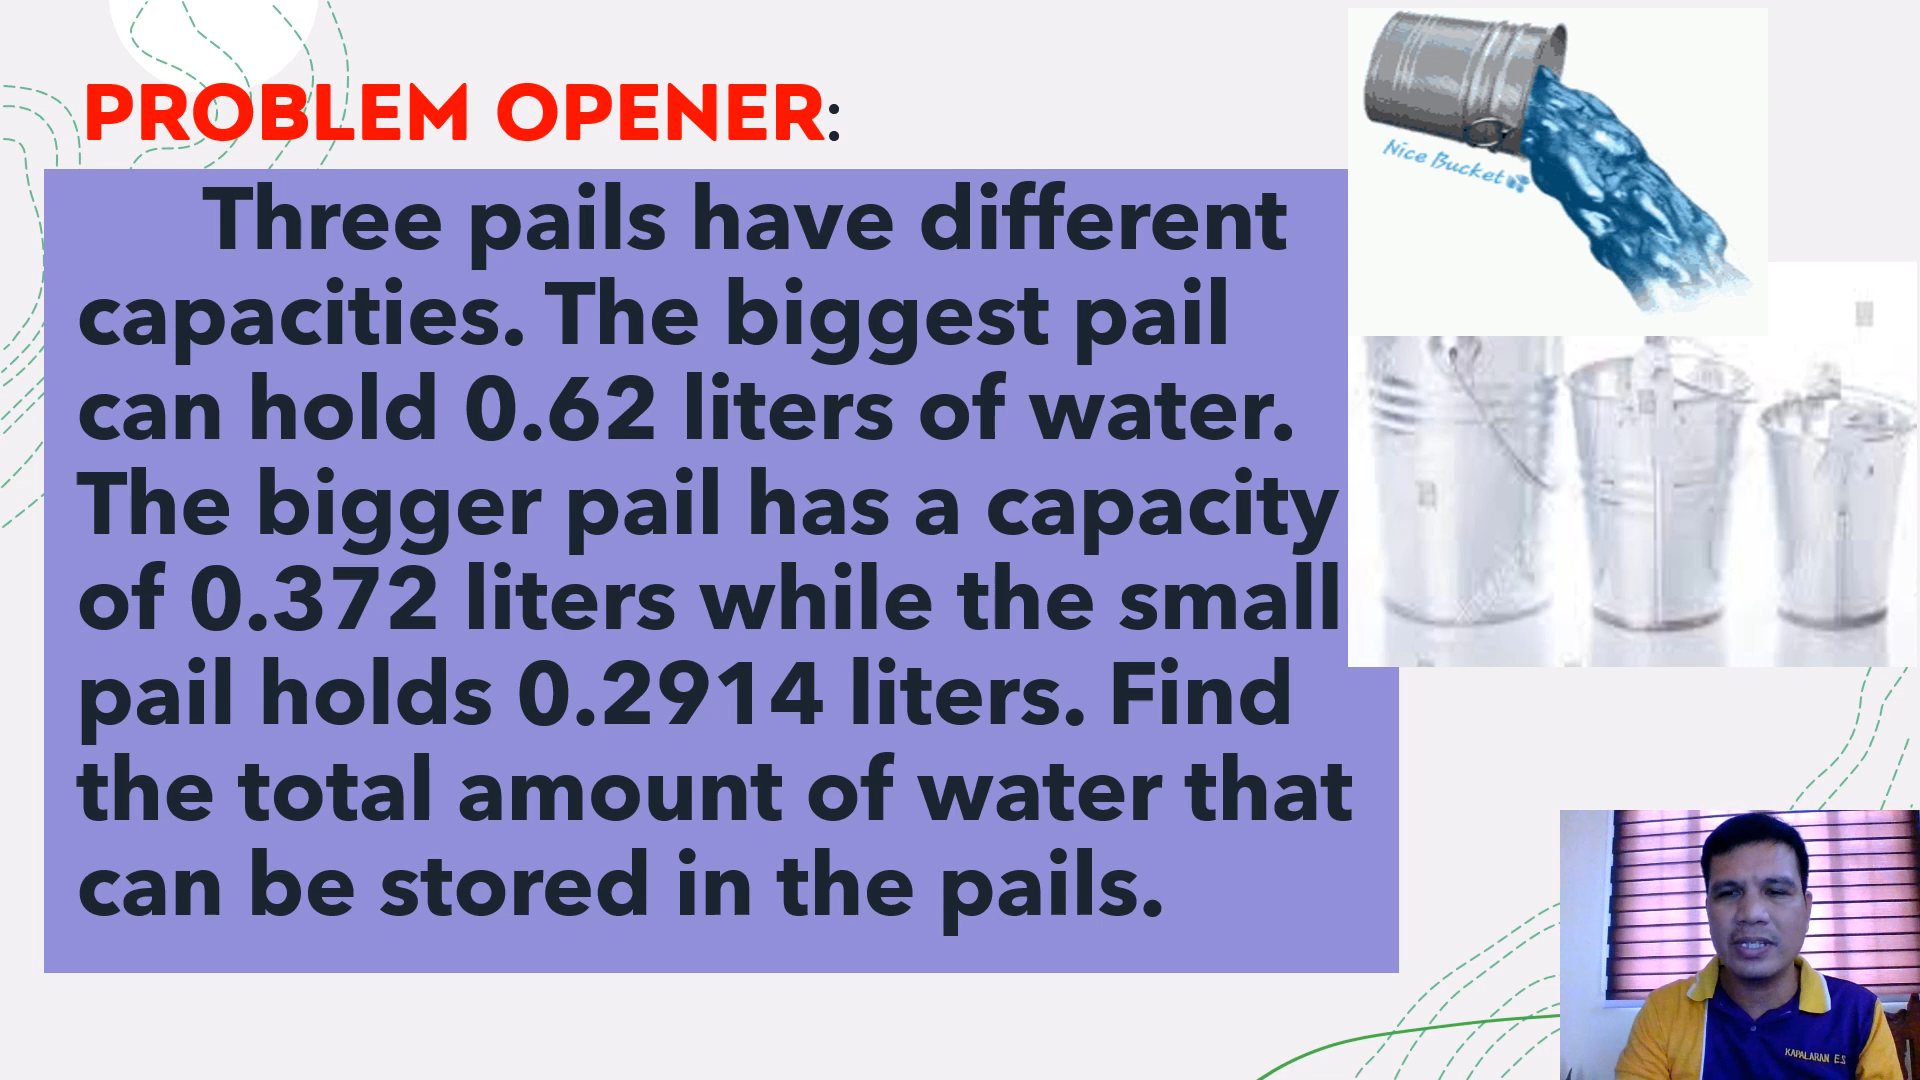 PROBLEM OPENER:
Three pails have different
capacities. The biggest pail
can hold 0.62 liters of water.
The bigger pail has a capacity
of 0.372 liters while the small
pail holds 0.2914 liters. Find
the total amount of water that
can be stored in the pails.
Nice Bucket
KAPALARAN E.S